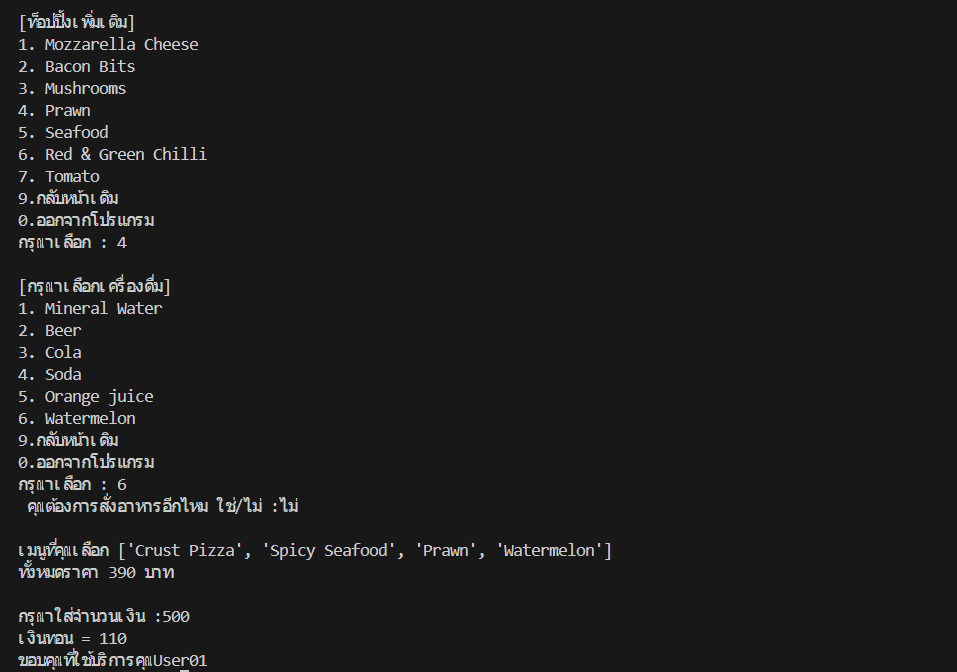 [ท็อปปิ้งเพิ่มเติม]
1. Mozzarella Cheese
2. Bacon Bits
3. Mushrooms
4. Prawn
5. Seafood
6. Red & Green Chilli
7. Tomato
9.กลับหน้าเดิม
0.ออกจากโปรแกรม
กรุณาเลือก : 4
[กรุณาเลือกเครื่องดื่ม]
1. Mineral Water
2. Beer
3. Cola
4. Soda
5. Orange juice
6. Watermelon
9.กลับหน้าเดิม
0.ออกจากโปรแกรม
กรุณาเลือก : 6
คุณต้องการสั่งอาหารอีกไหม ใช่/ไม่ :ไม่
เมนูที่คุณเลือก ['Crust Pizza', 'Spicy Seafood', 'Prawn', 'Watermelon']
ทั้งหมดราคา 390 บาท
กรุณาใส่จำนวนเงิน :500
เงินทอน = 110
ขอบคุณที่ใช้บริการคุณUser01